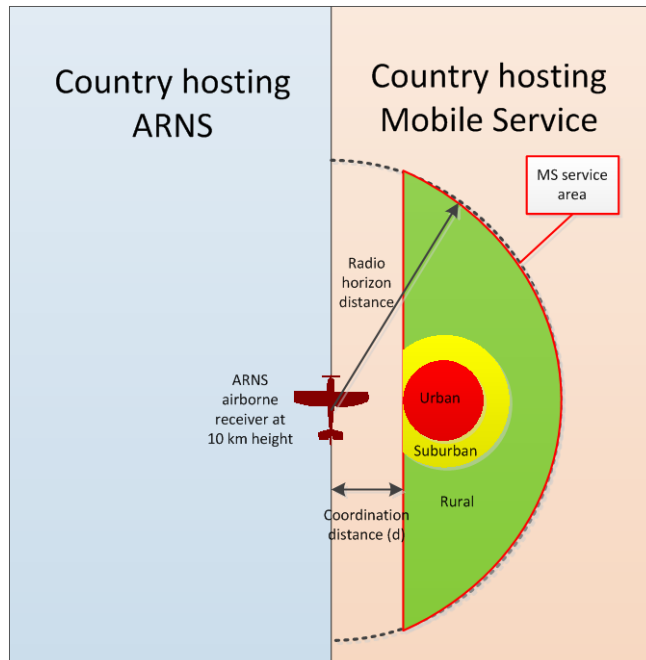 Country hosting
ARNS
Country hosting
Mobile Service
MS service
area
Radio
horizon
distance
ARNS
airborne
receiver at
10 km height
Urban
Suburban
Rural
Coordination
distance (d)